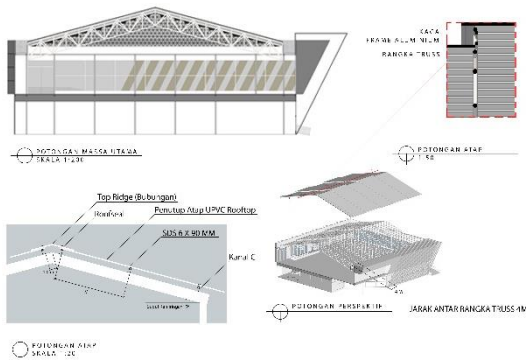 KACA
FRAME ALUMINIUM
RANGKA TRUSS
POTONGAN MASSA UTAMA
SKALA 1:200
POTONGAN ATAP
1:50
Top Ridge (Bubungan)
Roofseal
Penutup Atap UPVC Rooftop
SDS 6 X 90 MM
Kanal C
POTONGAN PERSPEKTIF
JARAK ANTAR RANGKA TRUSS 4M
POTONGAN ATAP
SKALA 1:20